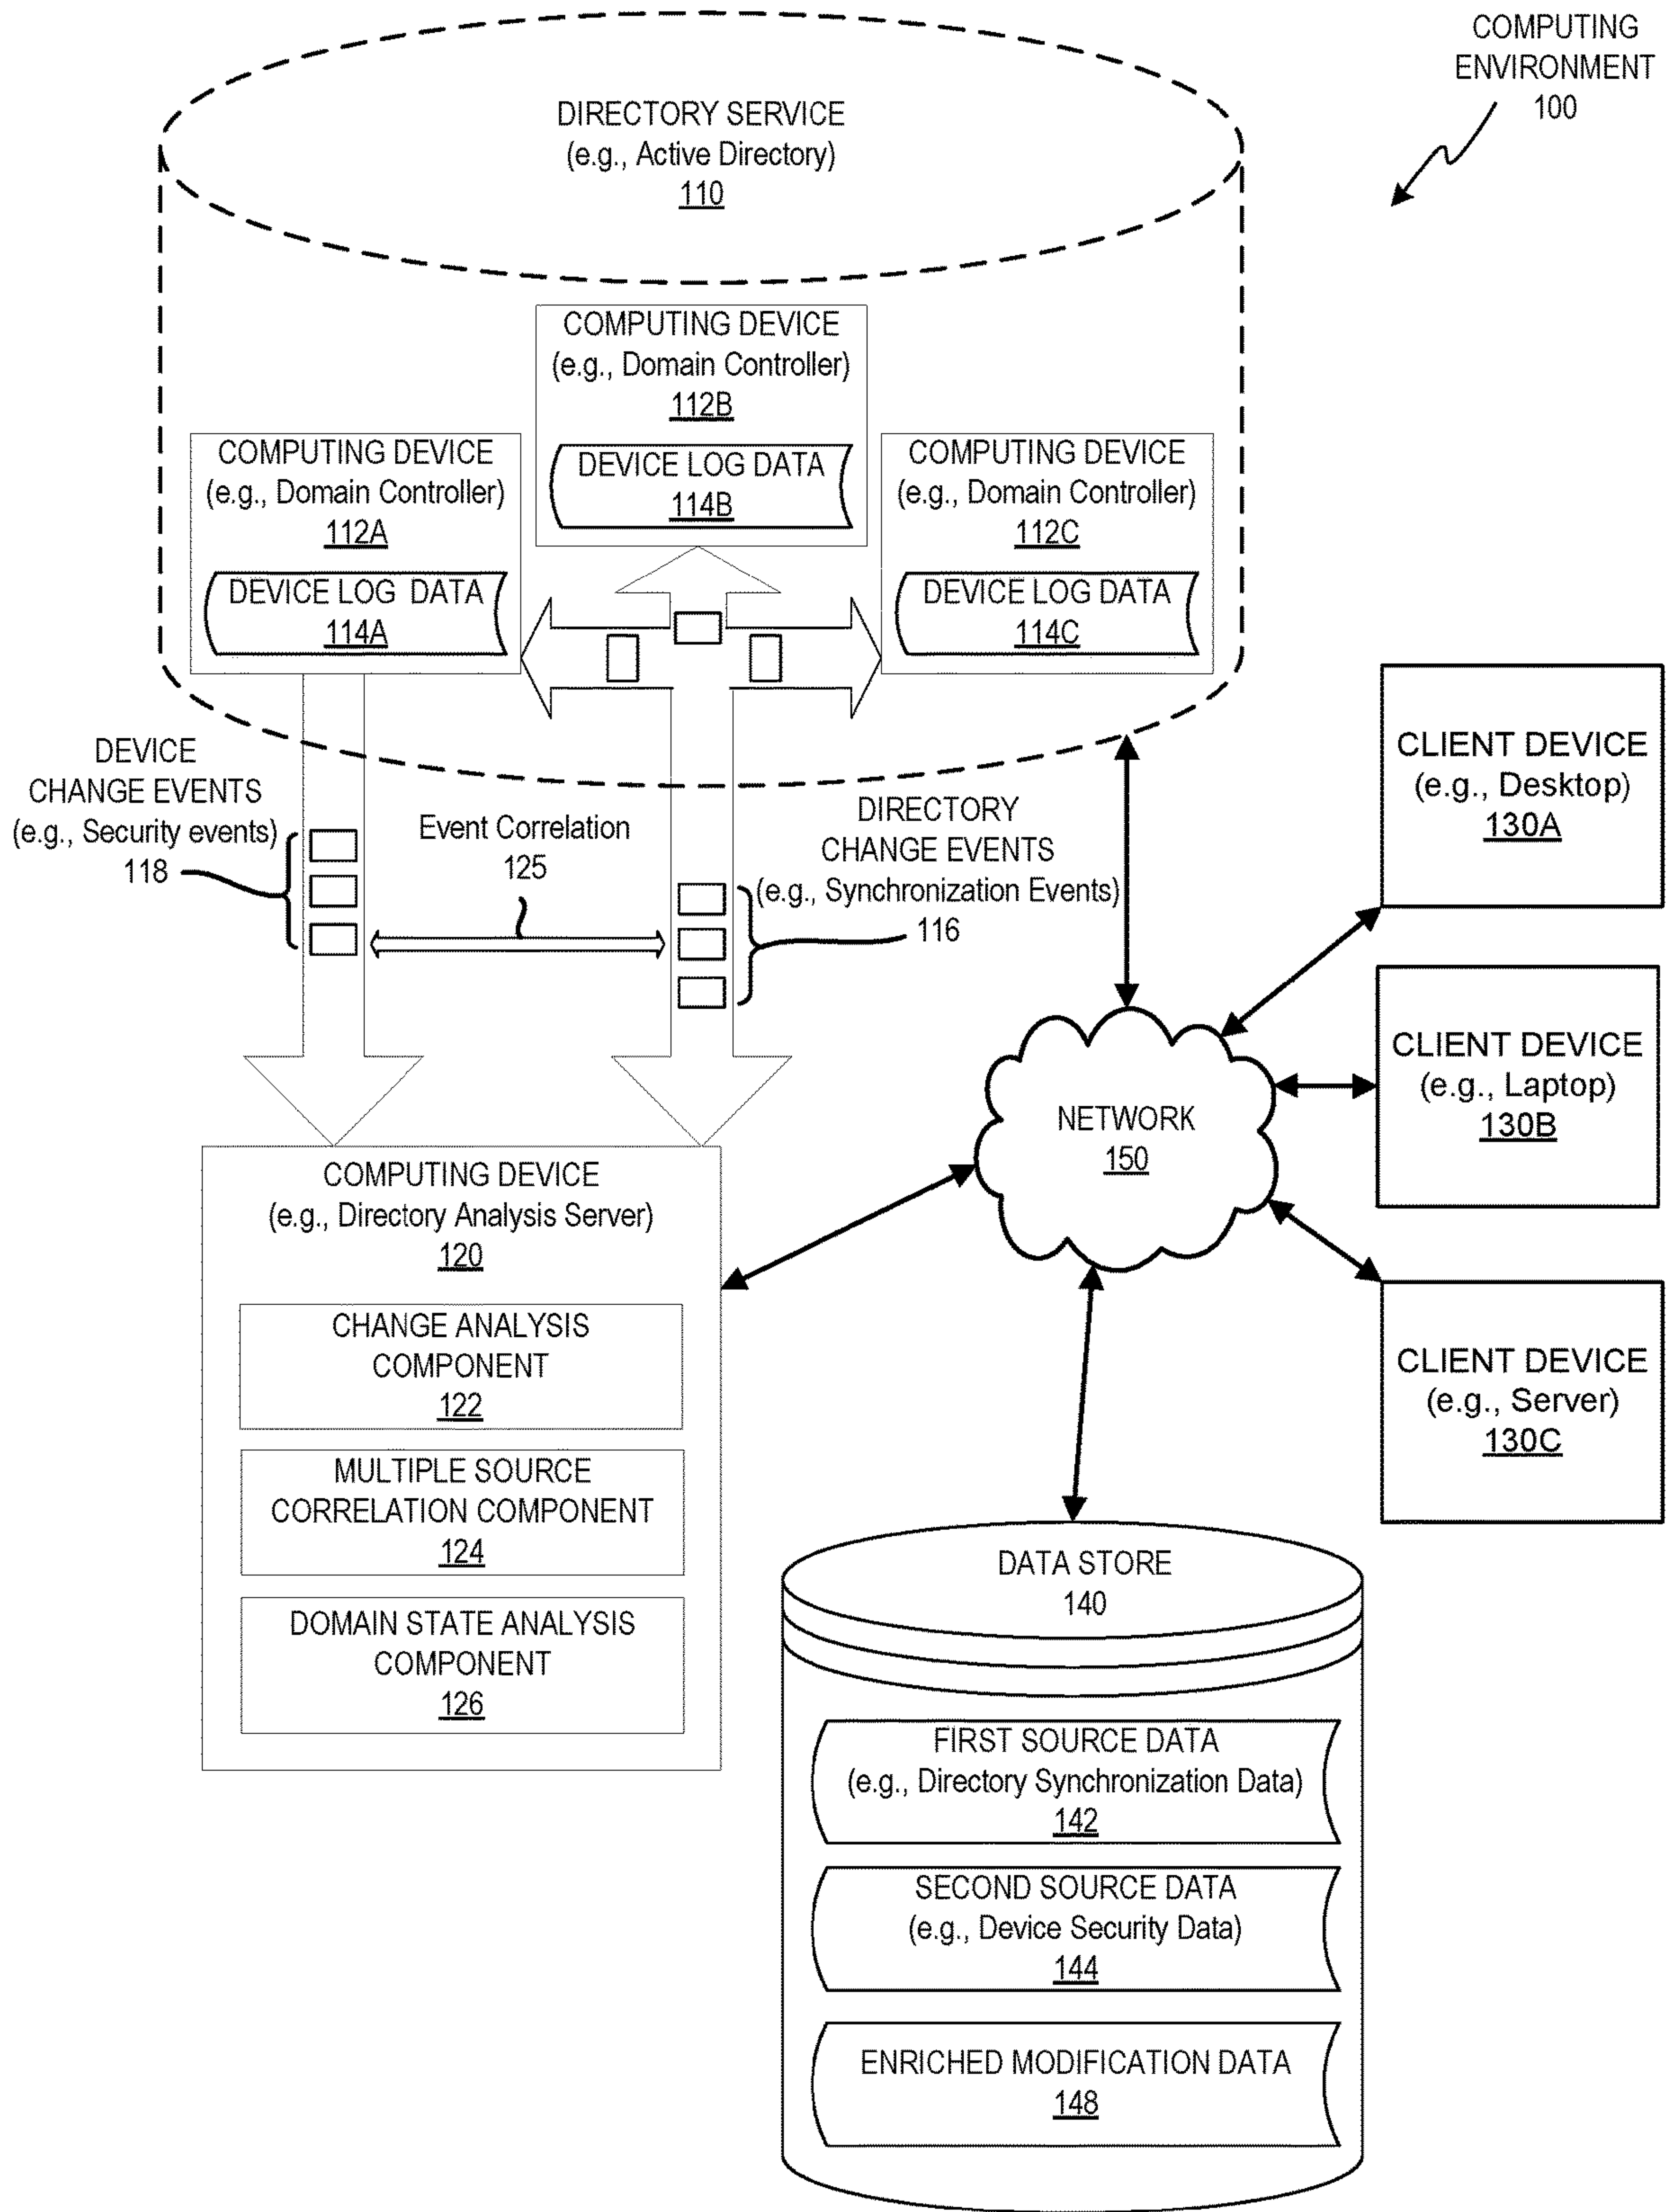 COMPUTING
ENVIRONMENT
100
DIRECTORY SERVICE
(e.g., Active Directory)
110
COMPUTING DEVICE
(e.g., Domain Controller)
112B
DEVICE LOG DATA
114B
COMPUTING DEVICE
(e.g., Domain Controller)
112A
DEVICE LOG DATA
114A
COMPUTING DEVICE
(e.g., Domain Controller)
112C
DEVICE LOG DATA
114C
DEVICE
CHANGE EVENTS
(e.g., Security events)
118
Event Correlation
125
DIRECTORY
CHANGE EVENTS
(e.g., Synchronization Events)
116
CLIENT DEVICE
(e.g., Desktop)
130A
CLIENT DEVICE
(e.g., Laptop)
130B
CLIENT DEVICE
(e.g., Server)
130C
NETWORK
150
COMPUTING DEVICE
(e.g., Directory Analysis Server)
120
CHANGE ANALYSIS
COMPONENT
122
MULTIPLE SOURCE
CORRELATION COMPONENT
124
DOMAIN STATE ANALYSIS
COMPONENT
126
DATA STORE
140
FIRST SOURCE DATA
(e.g., Directory Synchronization Data)
142
SECOND SOURCE DATA
(e.g., Device Security Data)
144
ENRICHED MODIFICATION DATA
148